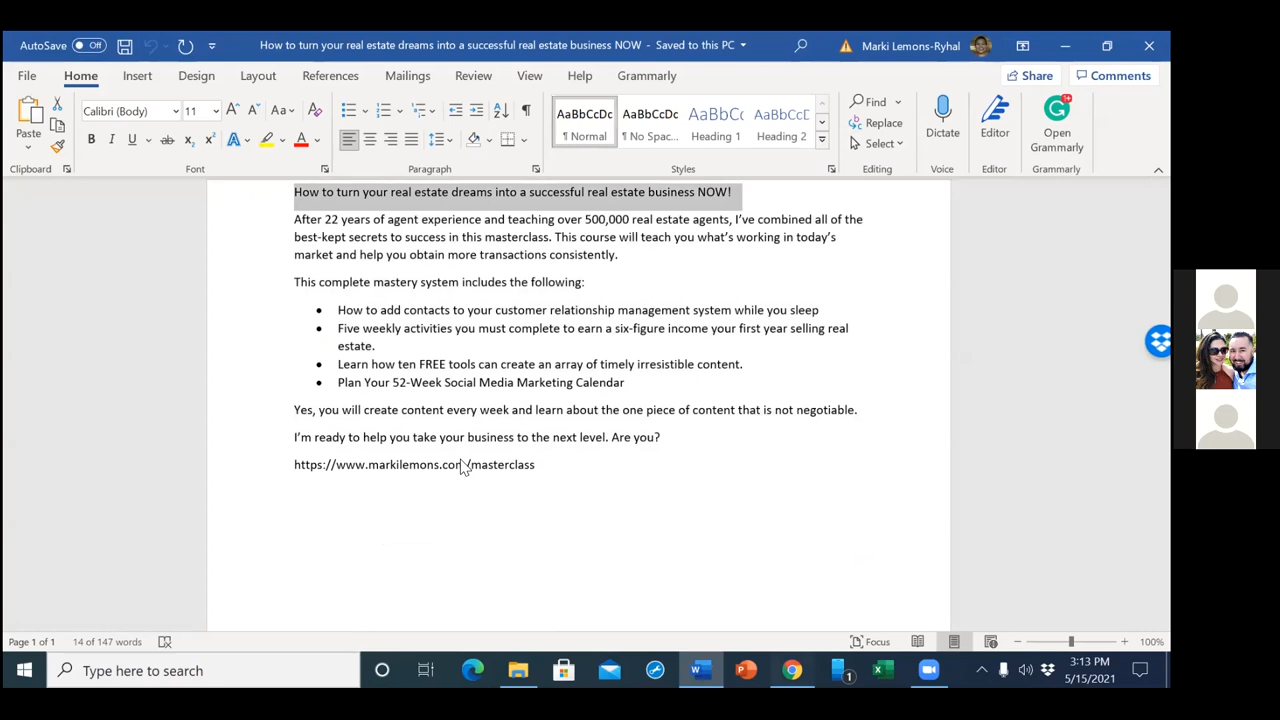 AutoSave Off How to turn your real estate dreams into a successful real estate business NOW - Saved to this PC Marki Lemons-Ryhal
File Home Insert Design Layout References Mailings Review View Help Grammarly Share Comments
Paste
Calibri (Body) 11
Aa
AaBbCcDc AaBbCcDc AaBbCc AaBbCcD
¶ Normal ¶ No Spac... Heading 1 Heading 2
Find
Replace
Select
Dictate
Editor
Open
Grammarly
Clipboard Font Paragraph Styles Editing Voice Editor Grammarly
How to turn your real estate dreams into a successful real estate business NOW!
After 22 years of agent experience and teaching over 500,000 real estate agents, I’ve combined all of the
best-kept secrets to success in this masterclass. This course will teach you what’s working in today’s
market and help you obtain more transactions consistently.
This complete mastery system includes the following:
• How to add contacts to your customer relationship management system while you sleep
• Five weekly activities you must complete to earn a six-figure income your first year selling real
estate.
• Learn how ten FREE tools can create an array of timely irresistible content.
• Plan Your 52-Week Social Media Marketing Calendar
Yes, you will create content every week and learn about the one piece of content that is not negotiable.
I’m ready to help you take your business to the next level. Are you?
https://www.markilemons.com/masterclass
Page 1 of 1 14 of 147 words Focus 100%
Type here to search
1
3:13 PM
5/15/2021